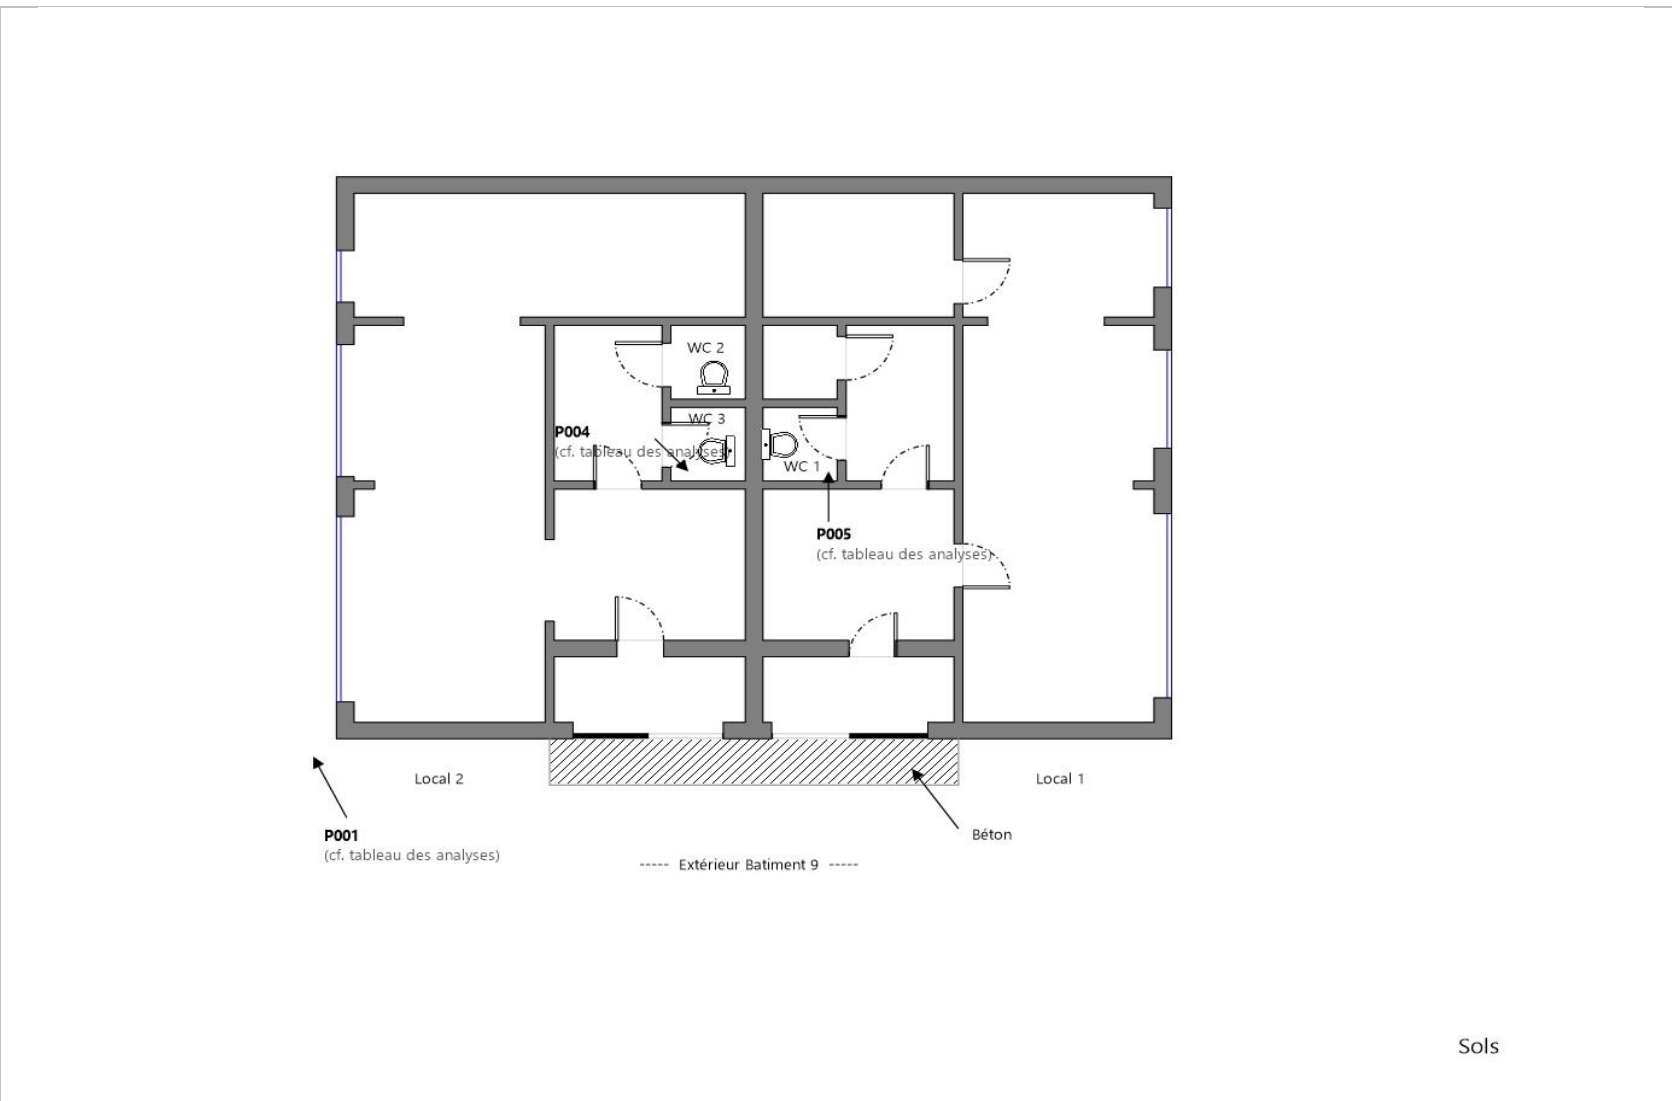 WC 2
WC 3
P004
(cf. tableau des analyses)
WC 1
P005
(cf. tableau des analyses)
Local 2
Local 1
P001
(cf. tableau des analyses)
Béton
----- Extérieur Batiment 9 -----
Sols